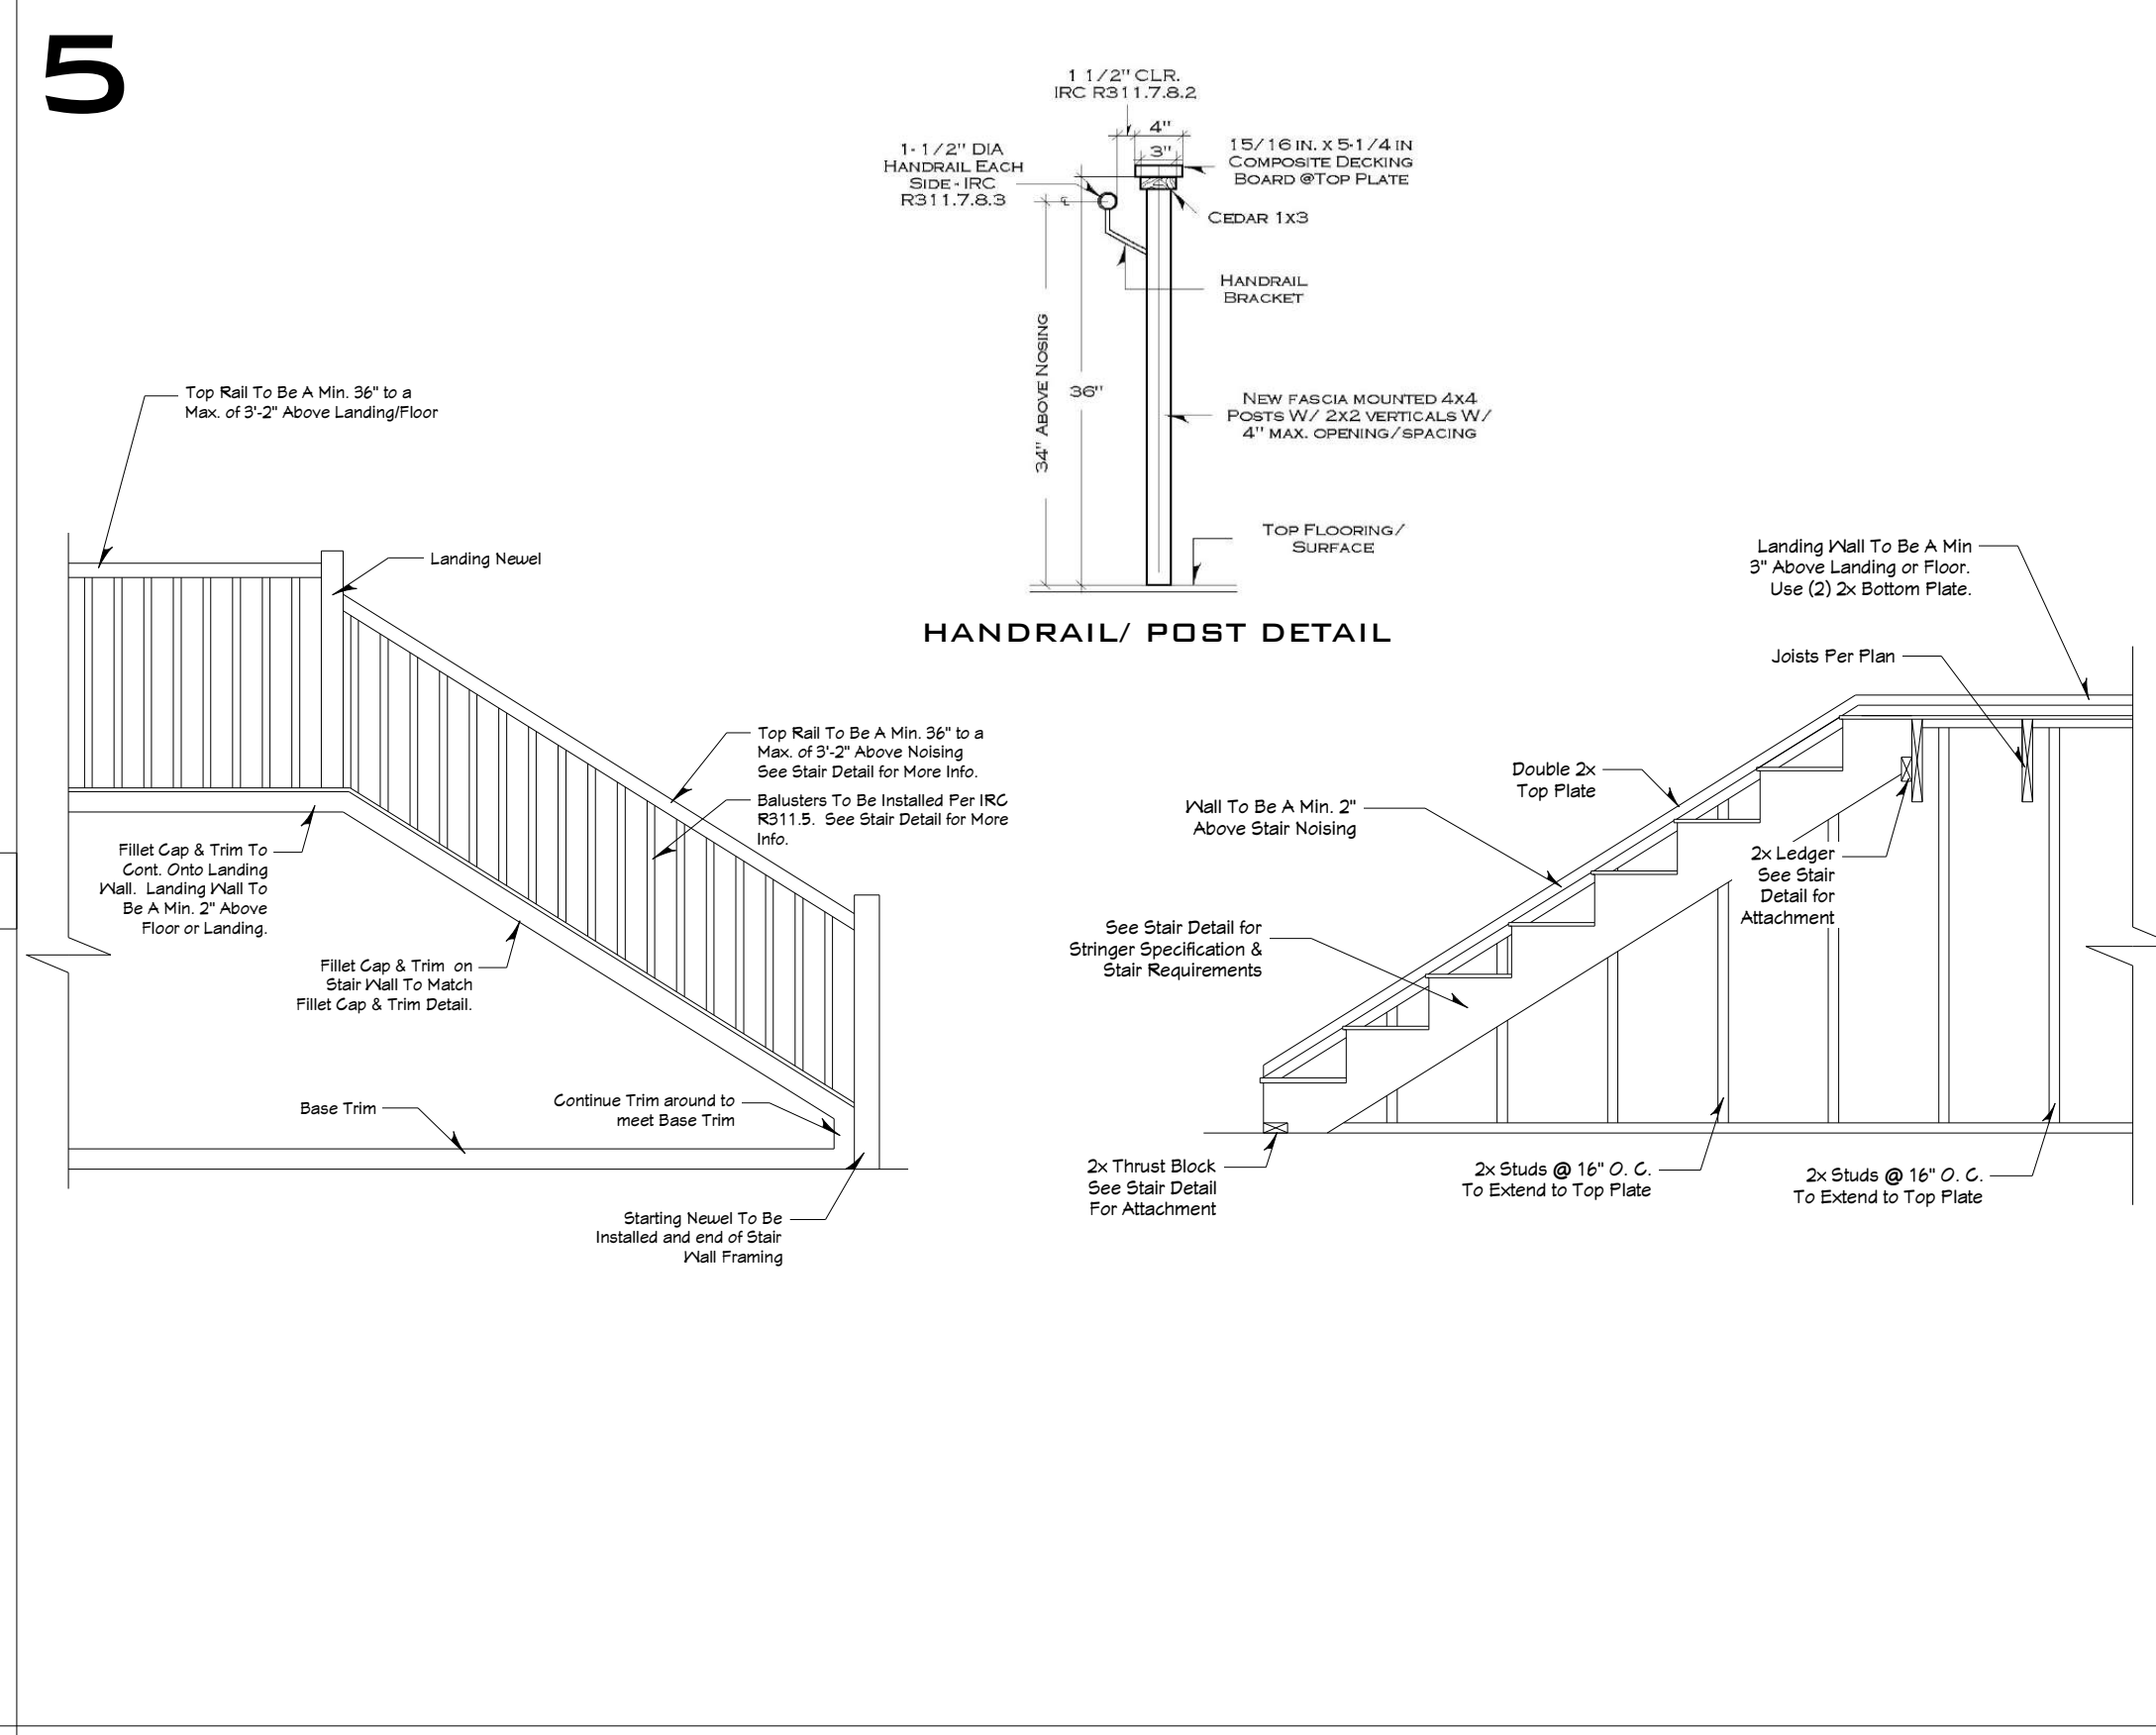 5
1 1/2" CLR.
IRC R311.7.8.2
4"
3"
1-1/2" DIA
HANDRAIL EACH
SIDE - IRC
R311.7.8.3
15/16 IN. X 5-1/4 IN
COMPOSITE DECKING
BOARD @TOP PLATE
CEDAR 1X3
HANDRAIL
BRACKET
34" ABOVE NOSING
36"
NEW FASCIA MOUNTED 4X4
POSTS W/ 2X2 VERTICALS W/
4" MAX. OPENING/SPACING
TOP FLOORING/
SURFACE
HANDRAIL/ POST DETAIL
Top Rail To Be A Min. 36" to a
Max. of 3'-2" Above Landing/Floor
Landing Newel
Top Rail To Be A Min. 36" to a
Max. of 3'-2" Above Noising
See Stair Detail for More Info.
Balusters To Be Installed Per IRC
R311.5. See Stair Detail for More
Info.
Fillet Cap & Trim To
Cont. Onto Landing
Wall. Landing Wall To
Be A Min. 2" Above
Floor or Landing.
Fillet Cap & Trim on
Stair Wall To Match
Fillet Cap & Trim Detail.
Base Trim
Continue Trim around to
meet Base Trim
Starting Newel To Be
Installed and end of Stair
Wall Framing
Landing Wall To Be A Min
3" Above Landing or Floor.
Use (2) 2x Bottom Plate.
Joists Per Plan
Double 2x
Top Plate
Wall To Be A Min. 2"
Above Stair Noising
2x Ledger
See Stair
Detail for
Attachment
See Stair Detail for
Stringer Specification &
Stair Requirements
2x Thrust Block
See Stair Detail
For Attachment
2x Studs @ 16" O. C.
To Extend to Top Plate
2x Studs @ 16" O. C.
To Extend to Top Plate